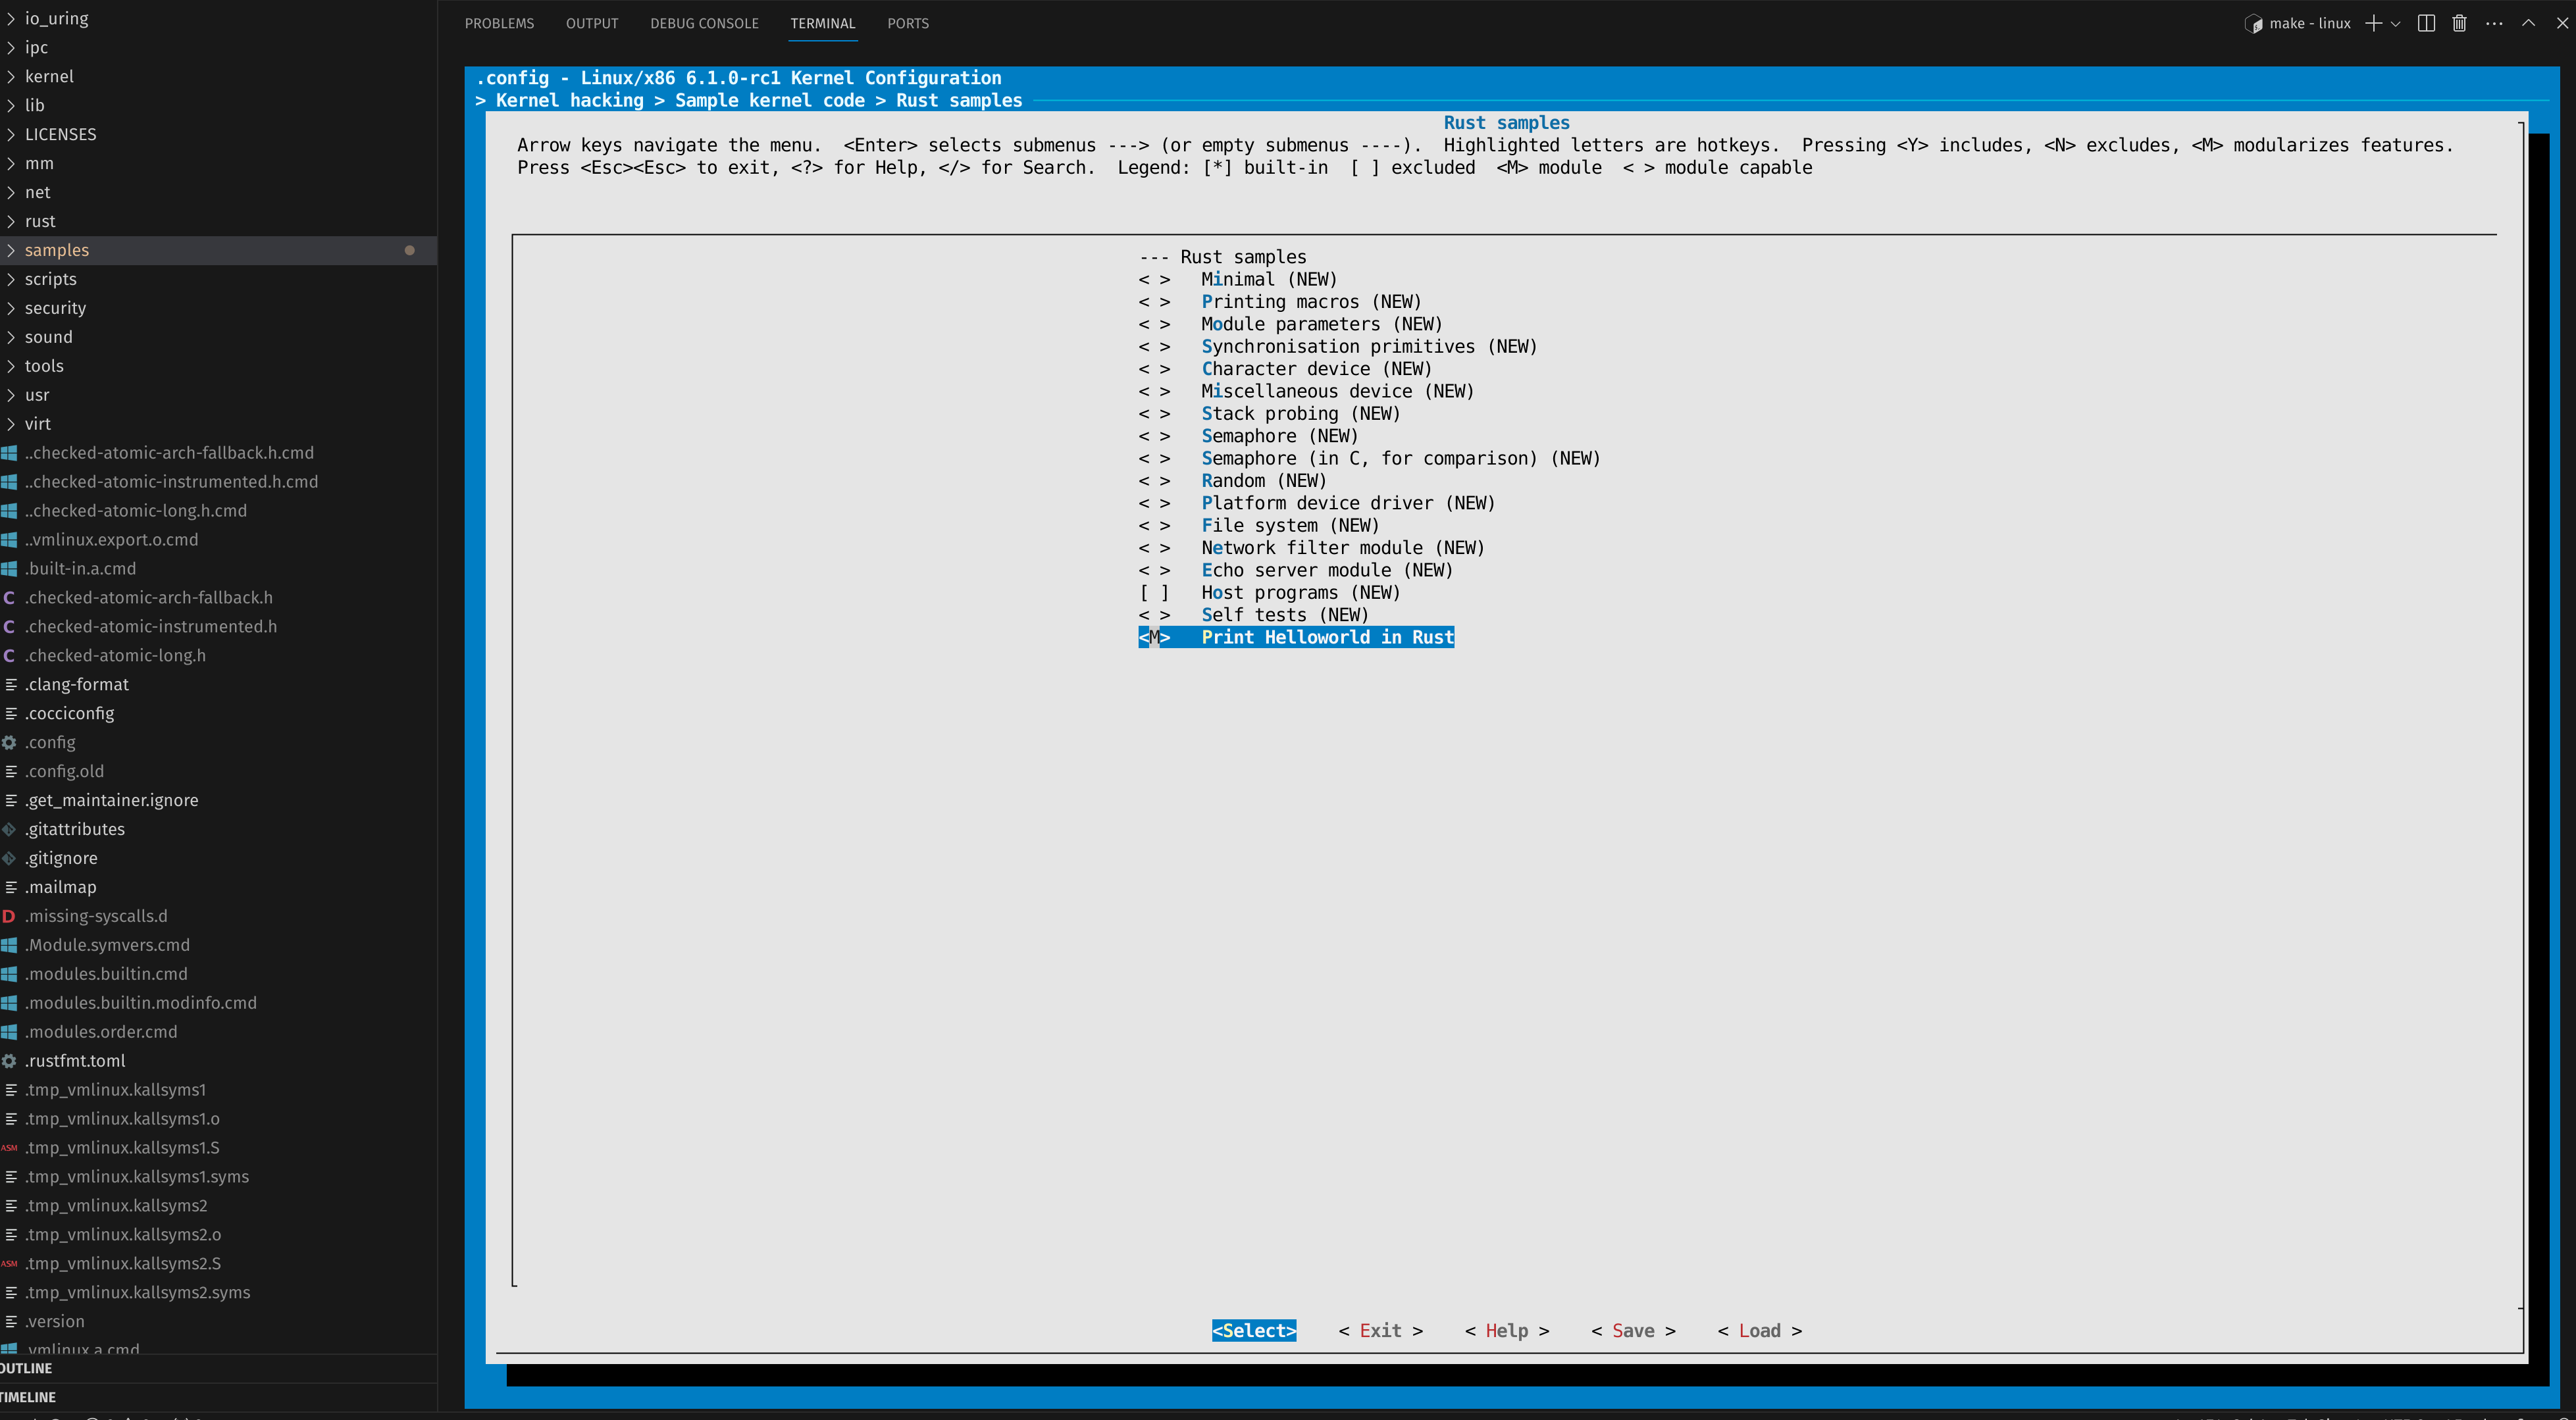 io_uring
ipc
kernel
lib
LICENSES
mm
net
rust
samples
scripts
security
sound
tools
usr
virt
..checked-atomic-arch-fallback.h.cmd
..checked-atomic-instrumented.h.cmd
..checked-atomic-long.h.cmd
..vmlinux.export.o.cmd
.built-in.a.cmd
C .checked-atomic-arch-fallback.h
C .checked-atomic-instrumented.h
C .checked-atomic-long.h
.clang-format
.cocciconfig
.config
.config.old
.get_maintainer.ignore
.gitattributes
.gitignore
.mailmap
D .missing-syscalls.d
.Module.symvers.cmd
.modules.builtin.cmd
.modules.builtin.modinfo.cmd
.modules.order.cmd
.rustfmt.toml
.tmp_vmlinux.kallsyms1
.tmp_vmlinux.kallsyms1.o
ASM .tmp_vmlinux.kallsyms1.S
.tmp_vmlinux.kallsyms1.syms
.tmp_vmlinux.kallsyms2
.tmp_vmlinux.kallsyms2.o
ASM .tmp_vmlinux.kallsyms2.S
.tmp_vmlinux.kallsyms2.syms
.version
.vmlinux.a.cmd
OUTLINE
TIMELINE
PROBLEMS OUTPUT DEBUG CONSOLE TERMINAL PORTS make - linux
.config - Linux/x86 6.1.0-rc1 Kernel Configuration
> Kernel hacking > Sample kernel code > Rust samples
Rust samples
Arrow keys navigate the menu. <Enter> selects submenus ---> (or empty submenus ----). Highlighted letters are hotkeys. Pressing <Y> includes, <N> excludes, <M> modularizes features.
Press <Esc><Esc> to exit, <?> for Help, </> for Search. Legend: [*] built-in [ ] excluded <M> module < > module capable
--- Rust samples
< > Minimal (NEW)
< > Printing macros (NEW)
< > Module parameters (NEW)
< > Synchronisation primitives (NEW)
< > Character device (NEW)
< > Miscellaneous device (NEW)
< > Stack probing (NEW)
< > Semaphore (NEW)
< > Semaphore (in C, for comparison) (NEW)
< > Random (NEW)
< > Platform device driver (NEW)
< > File system (NEW)
< > Network filter module (NEW)
< > Echo server module (NEW)
[ ] Host programs (NEW)
< > Self tests (NEW)
<M> Print Helloworld in Rust
<Select> < Exit > < Help > < Save > < Load >